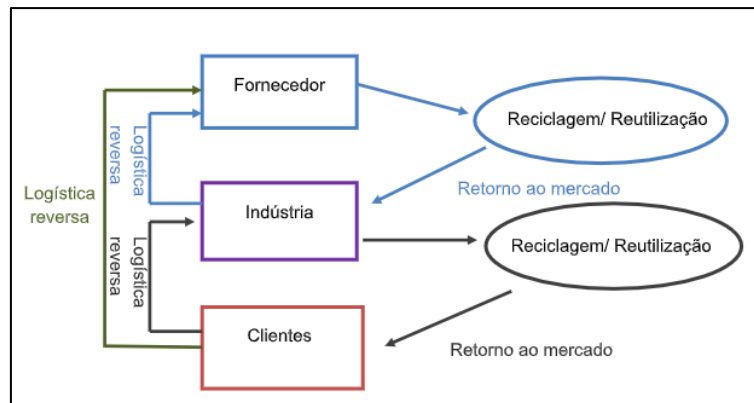 Fornecedor
Reciclagem/ Reutilização
Logística
reversa
Logística
reversa
Retorno ao mercado
Indústria
Logística
reversa
Reciclagem/ Reutilização
Clientes
Retorno ao mercado